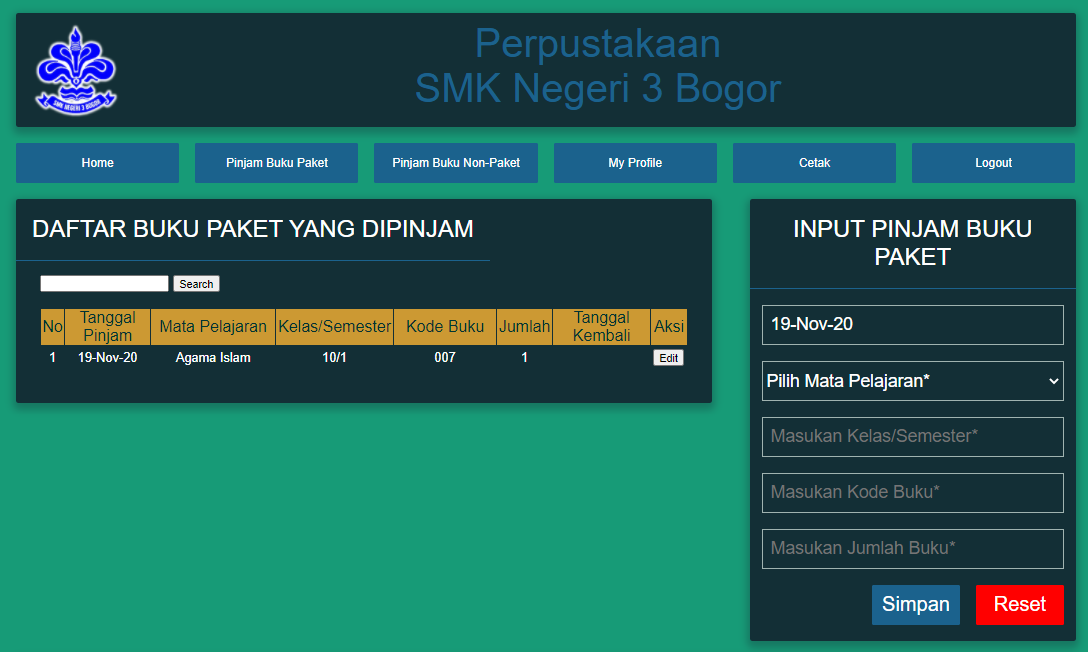 SMK NEGERI 3 BOGOR
Perpustakaan
SMK Negeri 3 Bogor
Home Pinjam Buku Paket Pinjam Buku Non-Paket My Profile Cetak Logout
DAFTAR BUKU PAKET YANG DIPINJAM
Search
No Tanggal Pinjam Mata Pelajaran Kelas/Semester Kode Buku Jumlah Tanggal Kembali Aksi
1 19-Nov-20 Agama Islam 10/1 007 1 Edit
INPUT PINJAM BUKU
PAKET
19-Nov-20
Pilih Mata Pelajaran*
Masukan Kelas/Semester*
Masukan Kode Buku*
Masukan Jumlah Buku*
Simpan Reset